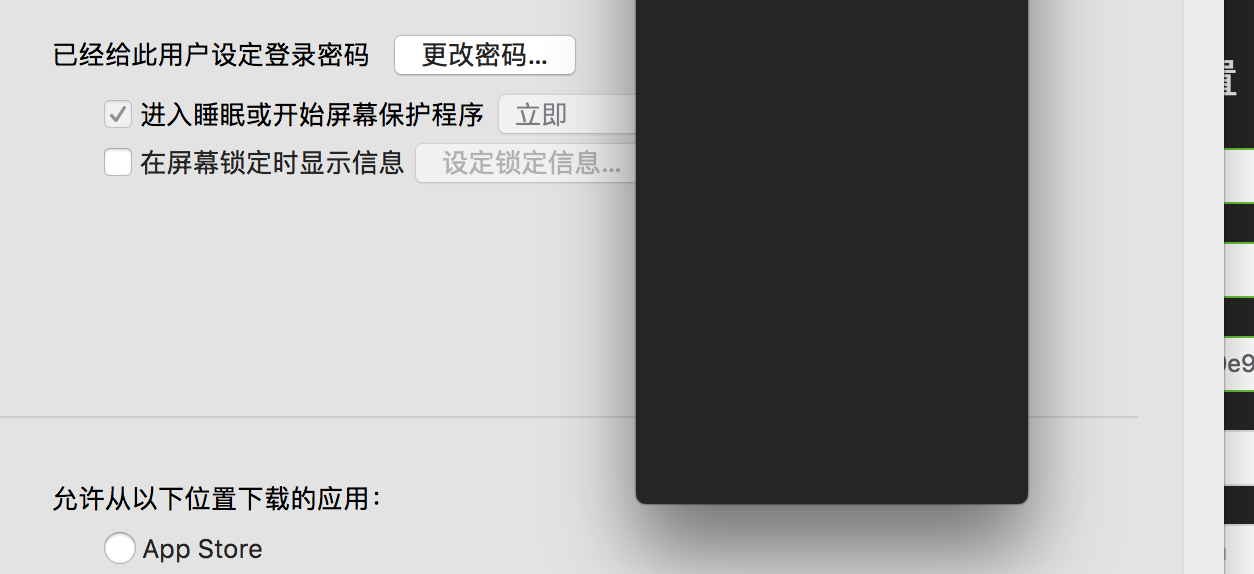 已经给此用户设定登录密码 更改密码...
进入睡眠或开始屏幕保护程序 立即
在屏幕锁定时显示信息 设定锁定信息...
置
e9
允许从以下位置下载的应用：
App Store